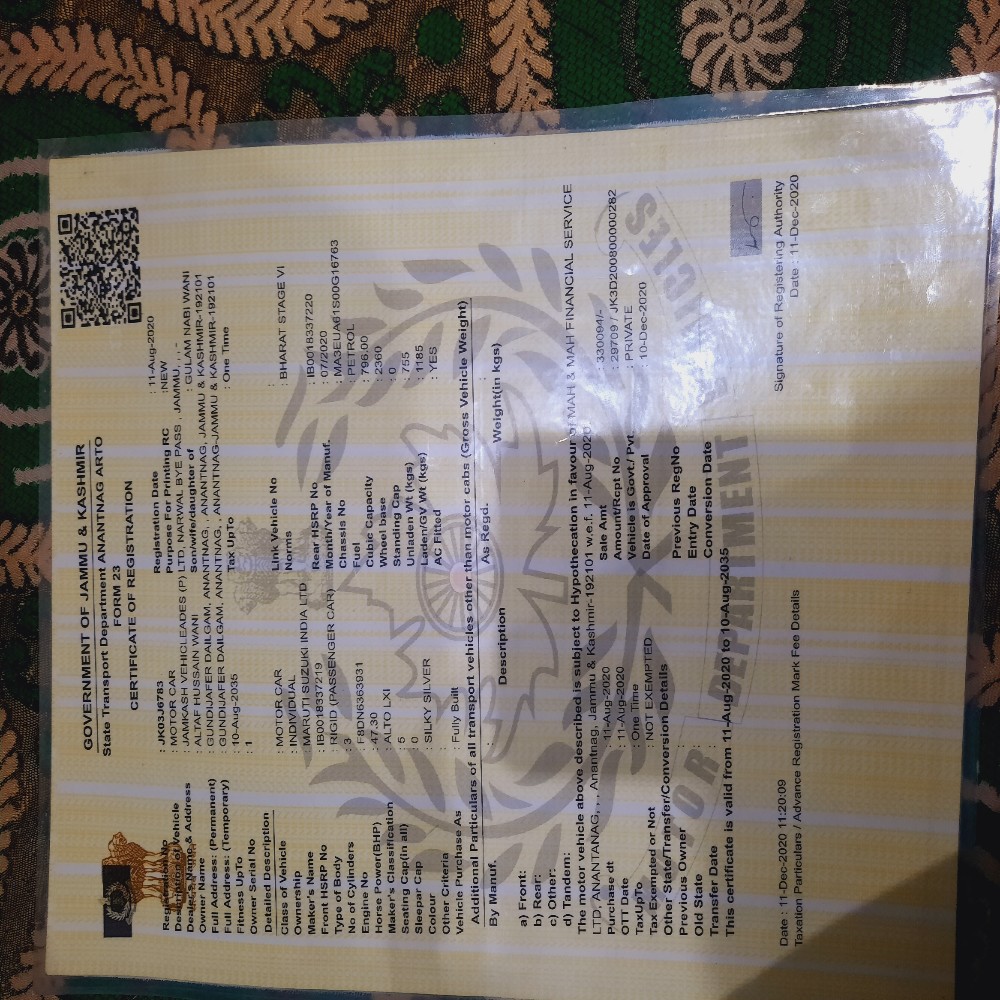 GOVERNMENT OF JAMMU & KASHMIR
State Transport Department ANANTNAG ARTO
FORM 23
CERTIFICATE OF REGISTRATION
Registration No : JK03J6783 Registration Date : 11-Aug-2020
Description of Vehicle : MOTOR CAR Purpose For Printing RC :NEW
Dealer's Name & Address : JAMKASH VEHICLEADES (P) LTD, NARWAL BYE PASS , JAMMU, , , -
Owner Name : ALTAF HUSSAIN WANI Son/wife/daughter of : GULAM NABI WANI
Full Address: (Permanent) : GUNDIJAFER DAILGAM, ANANTNAG, , ANANTNAG, JAMMU & KASHMIR-192101
Full Address: (Temporary) : GUNDIJAFER DAILGAM, ANANTNAG, , ANANTNAG-JAMMU & KASHMIR-192101
Fitness UpTo : 10-Aug-2035 Tax UpTo : One Time
Owner Serial No : 1
Detailed Description
Class of Vehicle : MOTOR CAR Link Vehicle No :
Ownership : INDIVIDUAL Norms : BHARAT STAGE VI
Maker's Name : MARUTI SUZUKI INDIA LTD
Front HSRP No : IB0018337219 Rear HSRP No : IB0018337220
Type of Body : RIGID (PASSENGER CAR) Month/Year of Manuf. : 07/2020
No of Cylinders : 3 Chassis No : MA3EUA61S00G16763
Engine No : F8DN6363931 Fuel : PETROL
Horse Power(BHP) : 47.30 Cubic Capacity : 796.00
Maker's Classification : ALTO LXI Wheel base : 2360
Seating Cap(in all) : 5 Standing Cap : 0
Sleepar Cap : 0 Unladen Wt (kgs) : 755
Colour : SILKY SILVER Laden/GV Wt (kgs) : 1185
Other Criteria : AC Fitted : YES
Vehicle Purchase As : Fully Built
Additional Particulars of all transport vehicles other than motor cabs (Gross Vehicle Weight)
By Manuf. : As Regd. :
Description Weight(in kgs)
a) Front:
b) Rear:
c) Other:
d) Tandem:
The motor vehicle above described is subject to Hypothecation in favour of MAH & MAH FINANCIAL SERVICE
LTD, ANANTANAG, , , Anantnag, Jammu & Kashmir-192101 w.e.f. 11-Aug-2020
Purchase dt : 11-Aug-2020 Sale Amt : 330094/-
OTT Date : 11-Aug-2020 Amount/Rcpt No : 29709 / JK3D2008000000282
TaxUpTo : One Time Vehicle is Govt./ Pvt. : PRIVATE
Tax Exempted or Not : NOT EXEMPTED Date of Approval : 10-Dec-2020
Other State/Transfer/Conversion Details
Previous Owner : Previous RegNo
Old State : Entry Date
Transfer Date : Conversion Date
This certificate is valid from 11-Aug-2020 to 10-Aug-2035
Date : 11-Dec-2020 11:20:09 Signature of Registering Authority
Taxation Particulars / Advance Registration Mark Fee Details Date : 11-Dec-2020
FOR DEPARTMENT